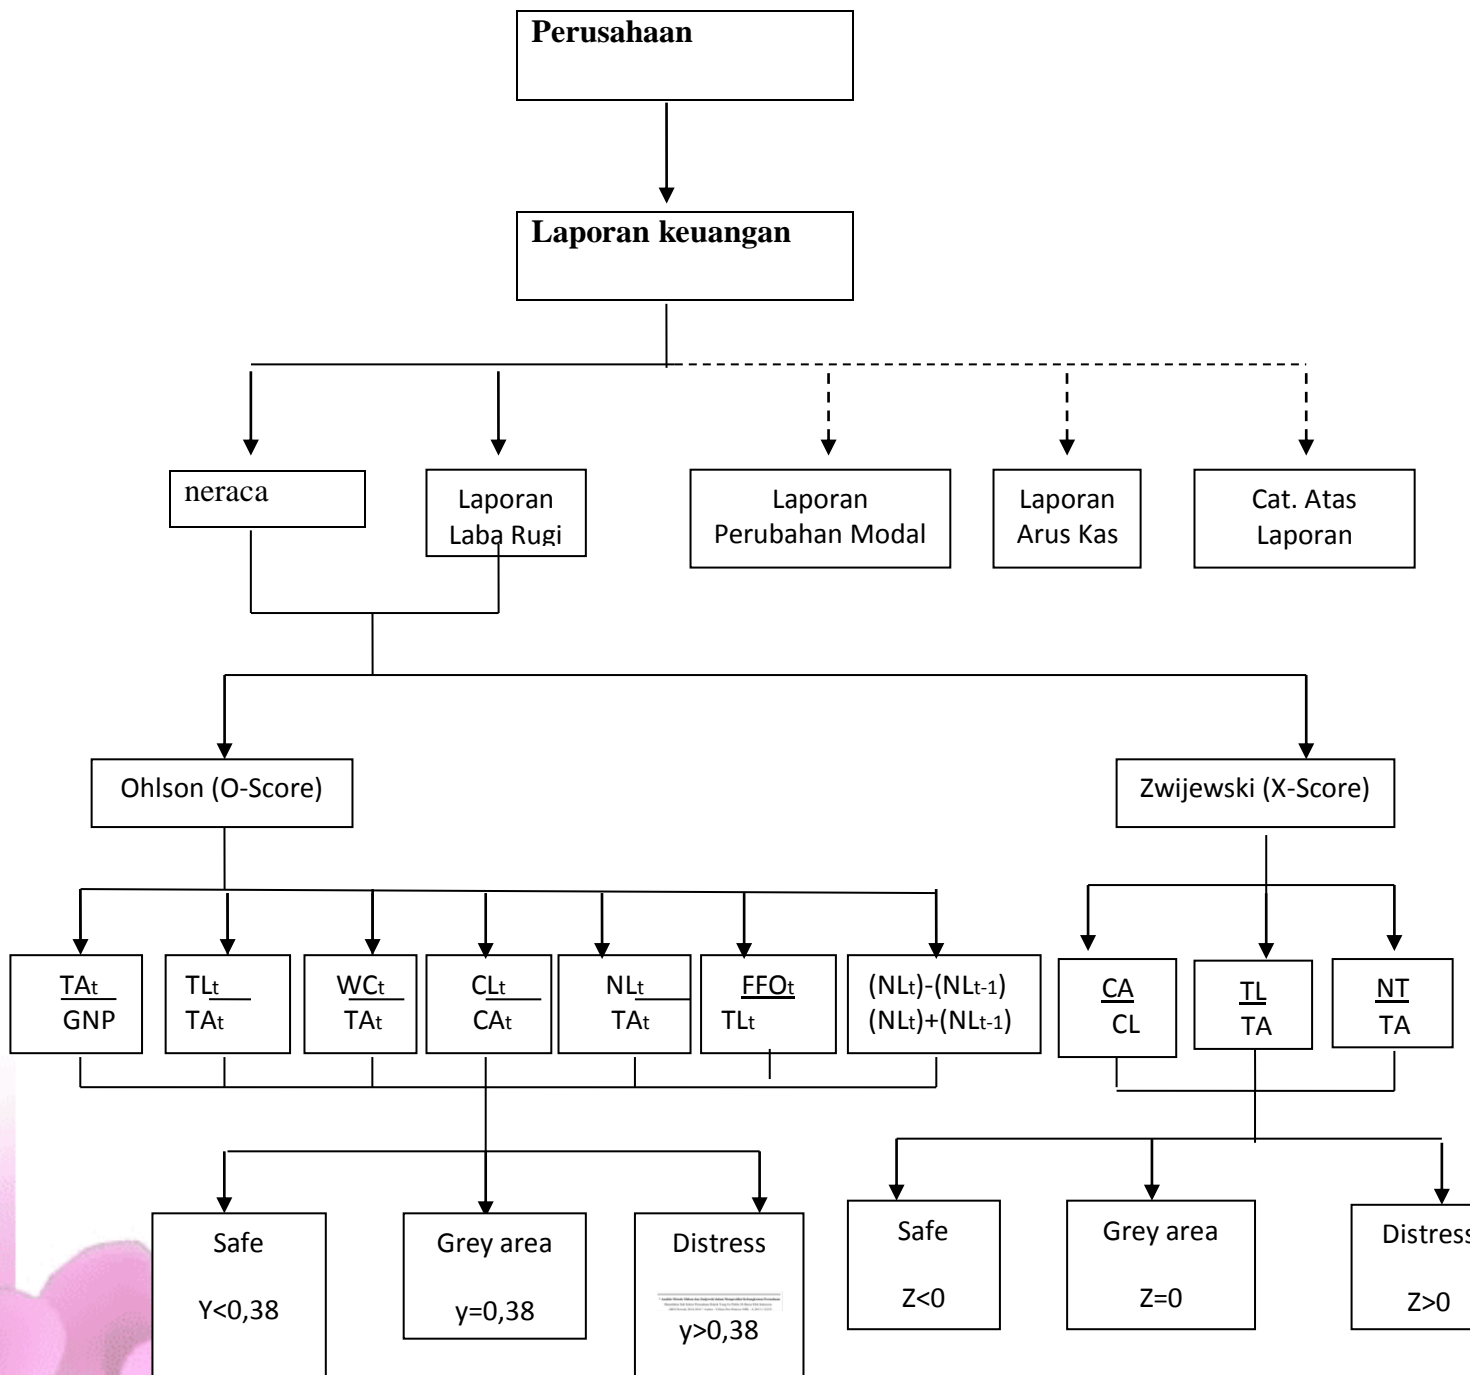 Perusahaan
Laporan keuangan
neraca
Laporan
Laba Rugi
Laporan
Perubahan Modal
Laporan
Arus Kas
Cat. Atas
Laporan
Ohlson (O-Score)
Zwijewski (X-Score)
TAt
GNP
TLt
TAt
WCt
TAt
CLt
CAt
NLt
TAt
FFOt
TLt
(NLt)-(NLt-1)
(NLt)+(NLt-1)
CA
CL
TL
TA
NT
TA
Safe
Y<0,38
Grey area
y=0,38
Distress
y>0,38
Safe
Z<0
Grey area
Z=0
Distress
Z>0